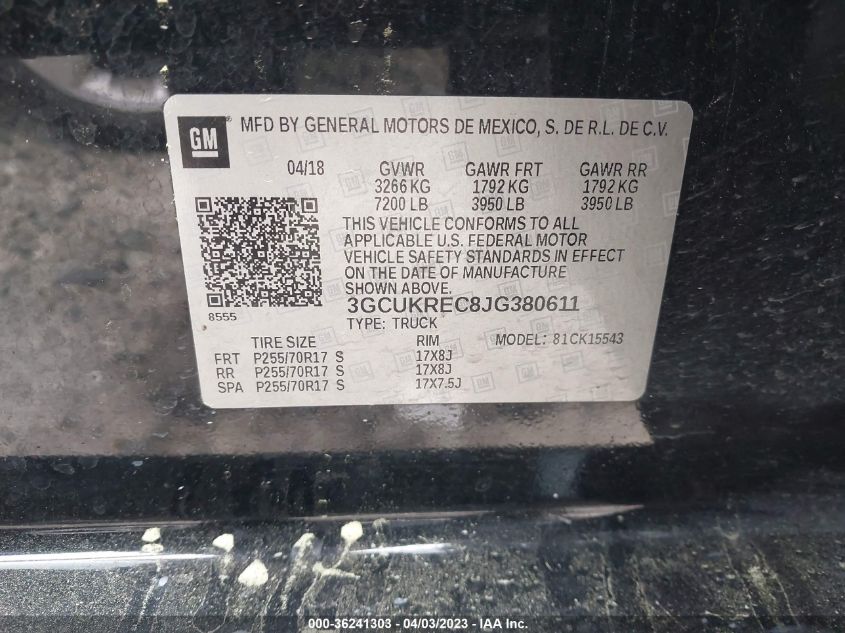 GM MFD BY GENERAL MOTORS DE MEXICO, S. DE R.L. DE C.V.
04/18 GVWR GAWR FRT GAWR RR
3266 KG 1792 KG 1792 KG
7200 LB 3950 LB 3950 LB
THIS VEHICLE CONFORMS TO ALL
APPLICABLE U.S. FEDERAL MOTOR
VEHICLE SAFETY STANDARDS IN EFFECT
ON THE DATE OF MANUFACTURE
SHOWN ABOVE.
8555 3GCUKREC8JG380611
TYPE: TRUCK
TIRE SIZE RIM MODEL: 81CK15543
FRT P255/70R17 S 17X8J
RR P255/70R17 S 17X8J
SPA P255/70R17 S 17X7.5J
000-36241303 - 04/03/2023 - IAA Inc.